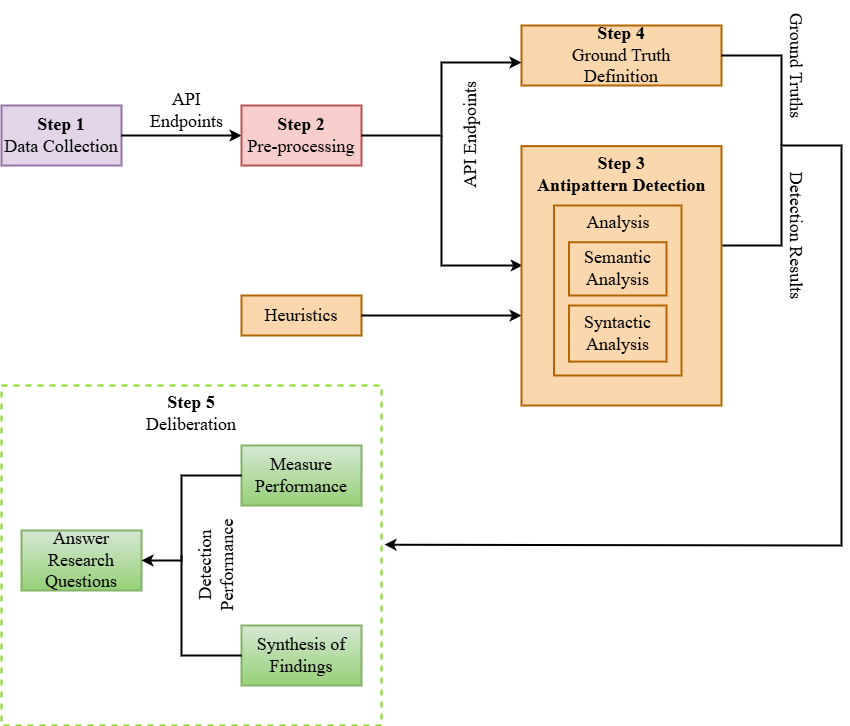 Step 1
Data Collection
API
Endpoints
Step 2
Pre-processing
API Endpoints
Step 4
Ground Truth
Definition
Ground Truths
Step 3
Antipattern Detection
Analysis
Semantic
Analysis
Syntactic
Analysis
Detection Results
Heuristics
Step 5
Deliberation
Measure
Performance
Detection
Performance
Answer
Research
Questions
Synthesis of
Findings